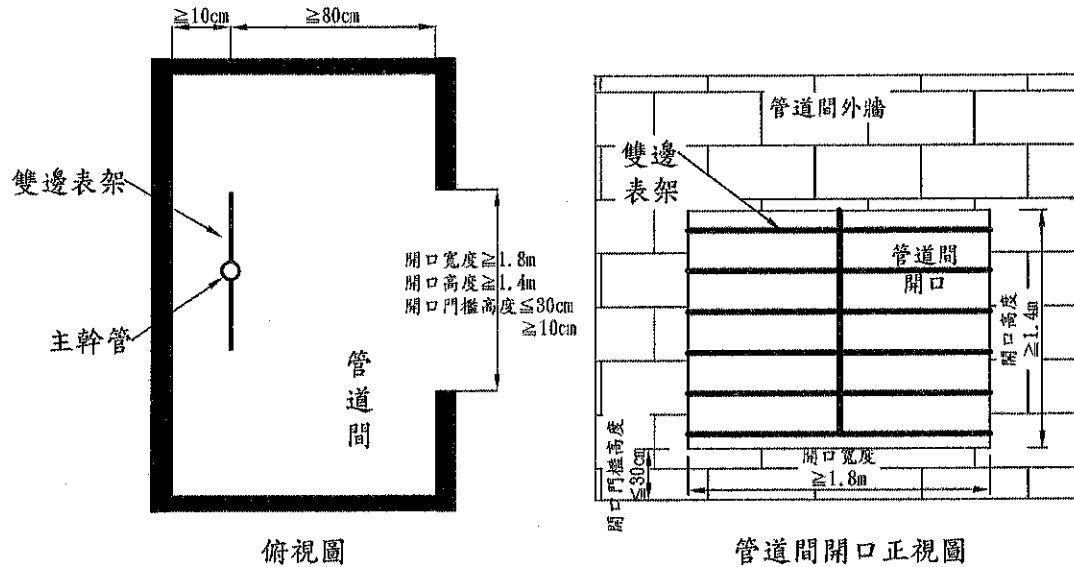 ≧10cm
≧80cm
雙邊表架
主幹管
開口寬度≧1.8m
開口高度≧1.4m
開口門檻高度≦30cm
≧10cm
管道間
俯視圖
管道間外牆
雙邊
表架
管道間
開口
開口高度
≧1.4m
開口門檻高度
≦30cm
開口寬度
≧1.8m
管道間開口正視圖